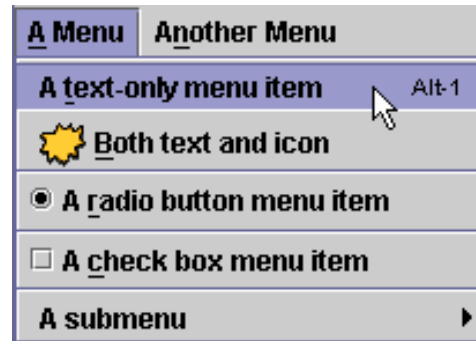 A Menu Another Menu
A text-only menu item Alt-1
Both text and icon
A radio button menu item
A check box menu item
A submenu